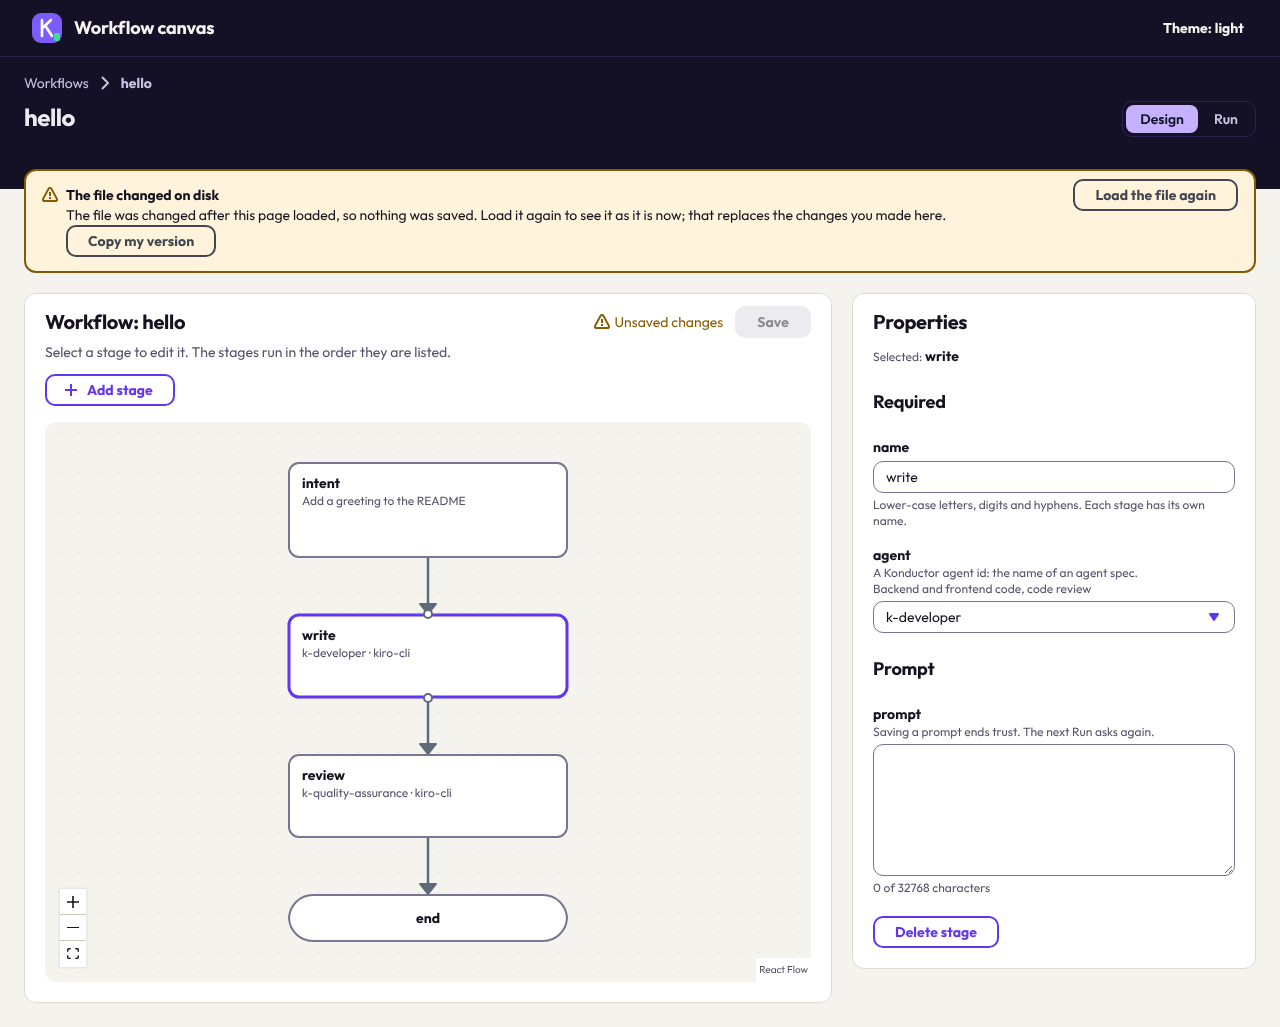 Workflow canvas
Theme: light
Workflows
hello
hello
Design
Run
The file changed on disk
The file was changed after this page loaded, so nothing was saved. Load it again to see it as it is now; that replaces the changes you made here.
Load the file again
Copy my version
Workflow: hello
Unsaved changes
Save
Select a stage to edit it. The stages run in the order they are listed.
Add stage
intent
Add a greeting to the README
write
k-developer · kiro-cli
review
k-quality-assurance · kiro-cli
end
React Flow
Properties
Selected: write
Required
name
write
Lower-case letters, digits and hyphens. Each stage has its own
name.
agent
A Konductor agent id: the name of an agent spec.
Backend and frontend code, code review
k-developer
Prompt
prompt
Saving a prompt ends trust. The next Run asks again.
0 of 32768 characters
Delete stage